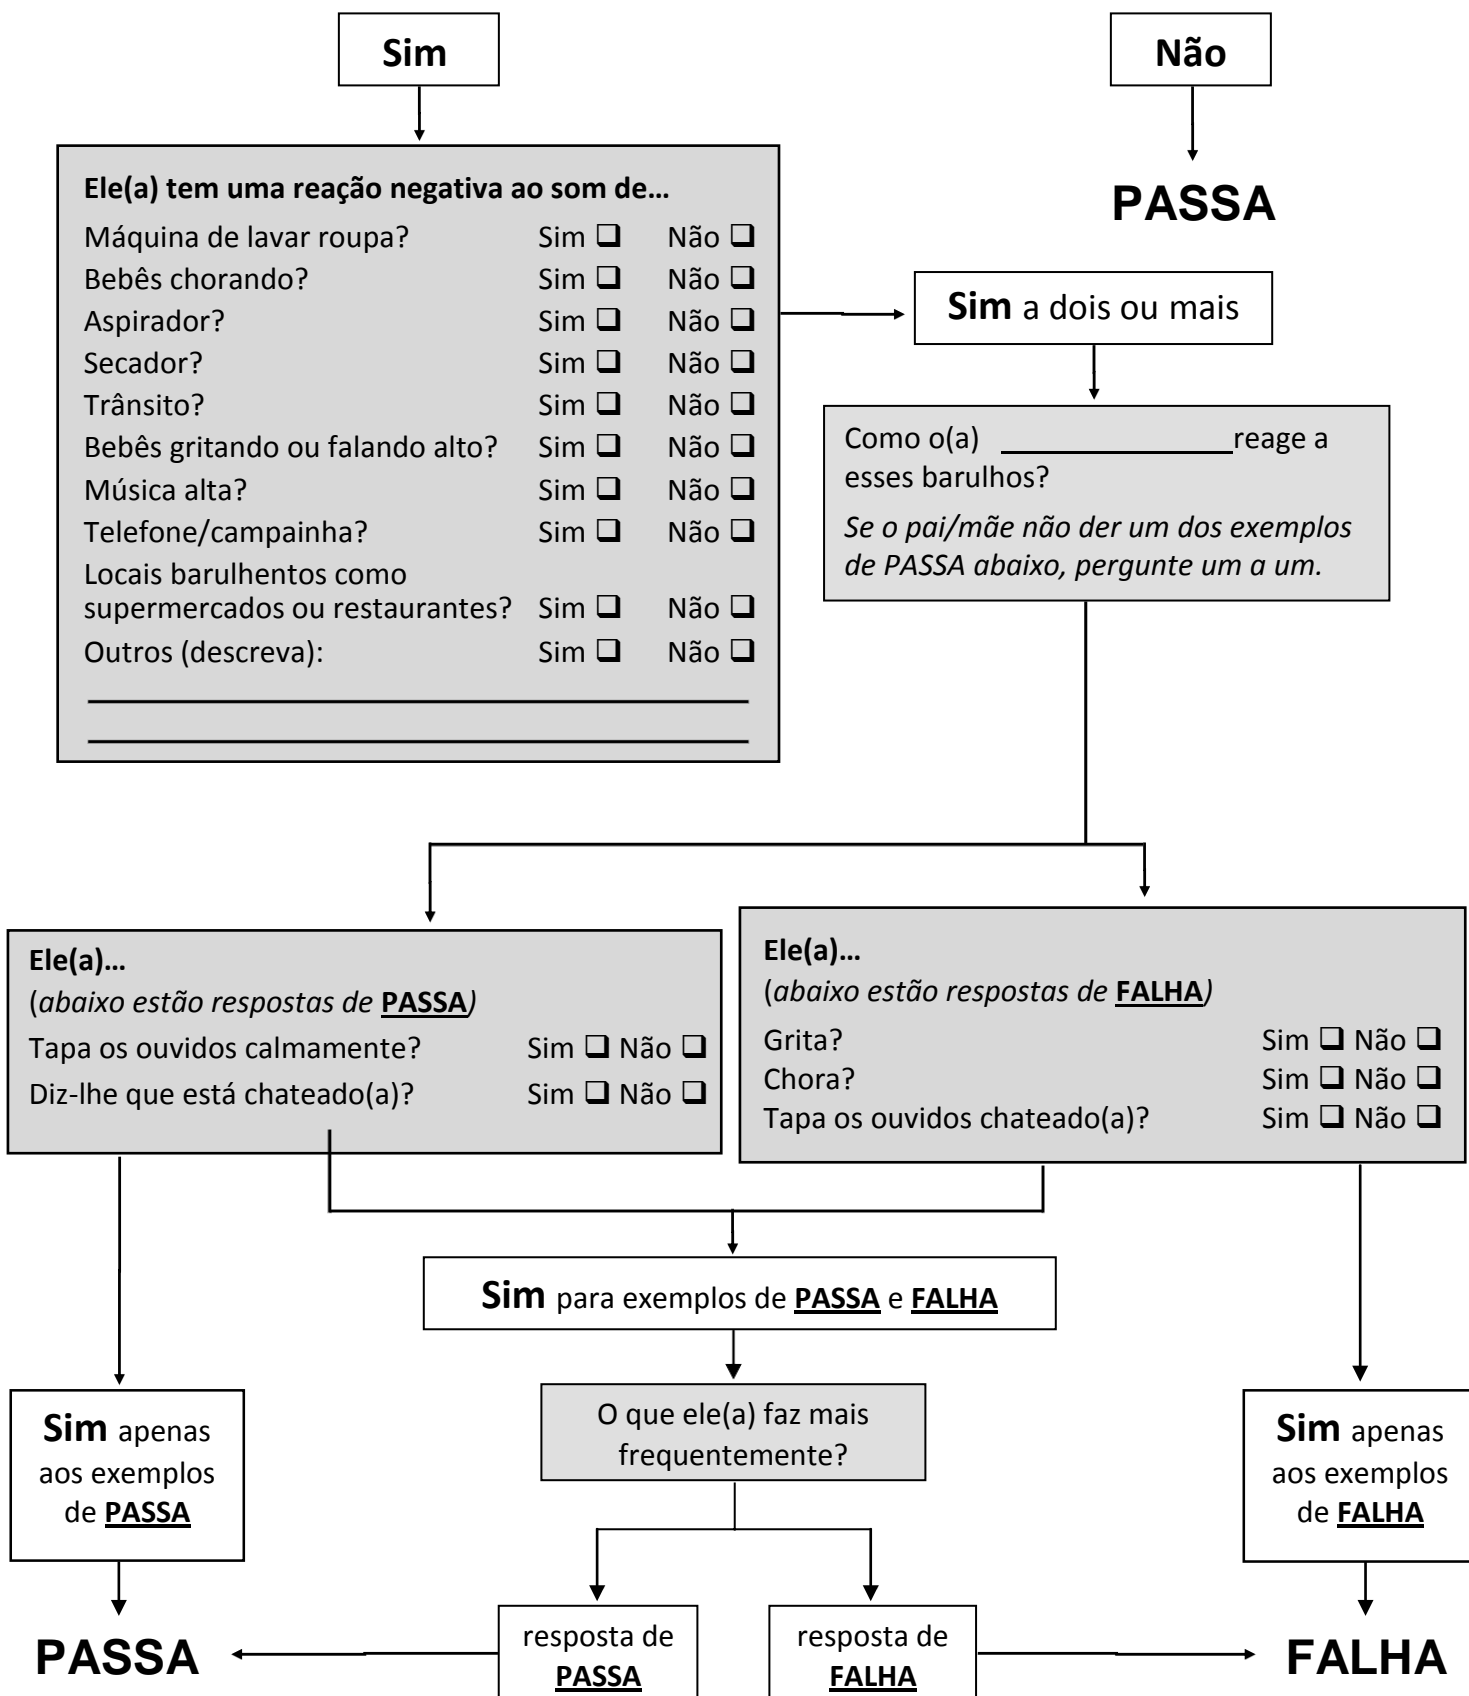 Sim
Não
Ele(a) tem uma reação negativa ao som de…
Máquina de lavar roupa? Sim ❑ Não ❑
Bebês chorando? Sim ❑ Não ❑
Aspirador? Sim ❑ Não ❑
Secador? Sim ❑ Não ❑
Trânsito? Sim ❑ Não ❑
Bebês gritando ou falando alto? Sim ❑ Não ❑
Música alta? Sim ❑ Não ❑
Telefone/campainha? Sim ❑ Não ❑
Locais barulhentos como
supermercados ou restaurantes? Sim ❑ Não ❑
Outros (descreva): Sim ❑ Não ❑
PASSA
Sim a dois ou mais
Como o(a) _______________reage a
esses barulhos?
Se o pai/mãe não der um dos exemplos
de PASSA abaixo, pergunte um a um.
Ele(a)…
(abaixo estão respostas de PASSA)
Tapa os ouvidos calmamente? Sim ❑ Não ❑
Diz-lhe que está chateado(a)? Sim ❑ Não ❑
Ele(a)…
(abaixo estão respostas de FALHA)
Grita? Sim ❑ Não ❑
Chora? Sim ❑ Não ❑
Tapa os ouvidos chateado(a)? Sim ❑ Não ❑
Sim para exemplos de PASSA e FALHA
O que ele(a) faz mais
frequentemente?
Sim apenas
aos exemplos
de PASSA
Sim apenas
aos exemplos
de FALHA
PASSA
resposta de
PASSA
resposta de
FALHA
FALHA